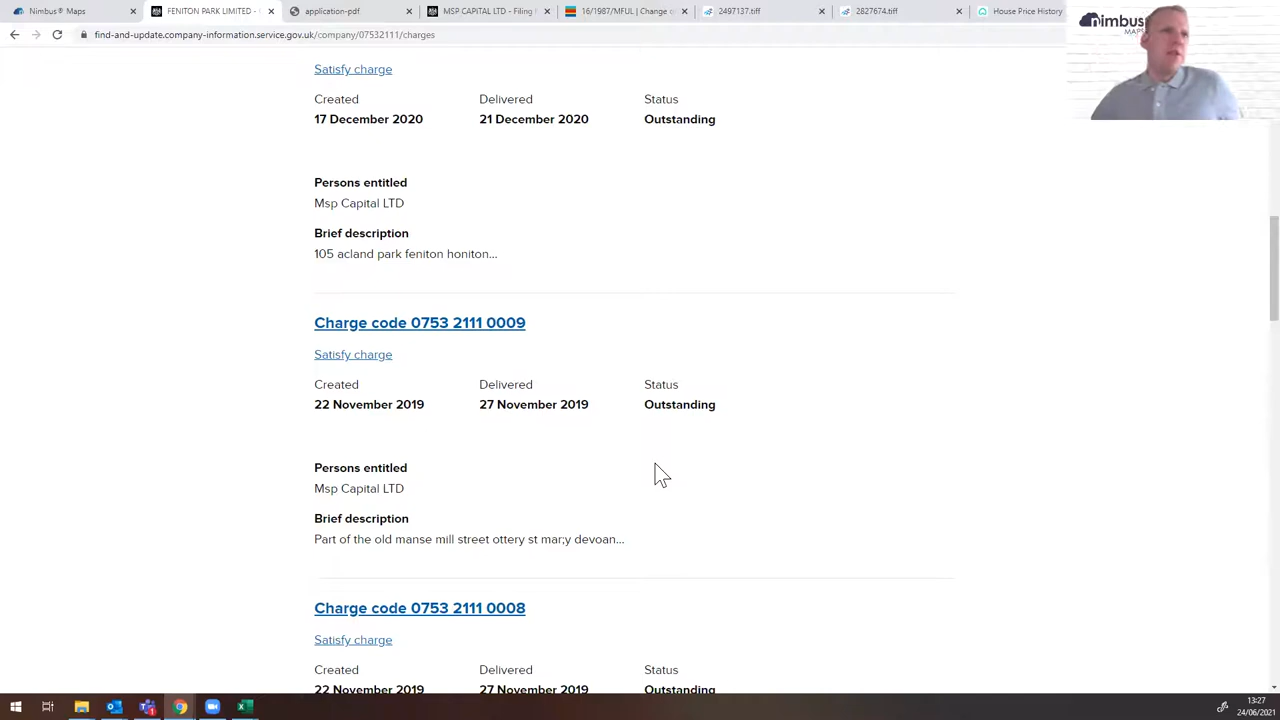 Nimbus® Maps
FENITON PARK LIMITED -
application-pdf
MSP CAPITAL LTD - Filing
16/1987/MFUL | Change o
2497137.tiff
2827674.tiff
House Price History
find-and-update.company-information.service.gov.uk/company/07532111/charges
nimbus
MAPS
Satisfy charge
Created
Delivered
Status
17 December 2020
21 December 2020
Outstanding
Persons entitled
Msp Capital LTD
Brief description
105 acland park feniton honiton...
Charge code 0753 2111 0009
Satisfy charge
Created
Delivered
Status
22 November 2019
27 November 2019
Outstanding
Persons entitled
Msp Capital LTD
Brief description
Part of the old manse mill street ottery st mar;y devoan...
Charge code 0753 2111 0008
Satisfy charge
Created
Delivered
Status
22 November 2019
27 November 2019
Outstanding
13:27
24/06/2021